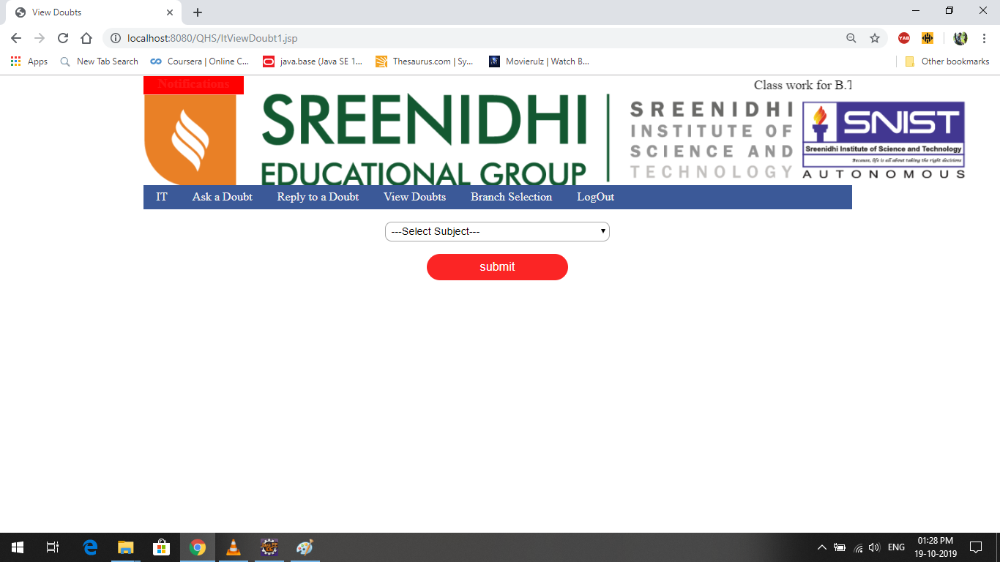 View Doubts
localhost:8080/QHS/ItViewDoubt1.jsp
YAB
Apps New Tab Search Coursera | Online C... java.base (Java SE 1... Thesaurus.com | Sy... Movierulz | Watch B... Other bookmarks
Notifications Class work for B.T
SREENIDHI
EDUCATIONAL GROUP
SREENIDHI
INSTITUTE OF
SCIENCE AND
TECHNOLOGY
SNIST
Sreenidhi Institute of Science and Technology
Because, life is all about taking the right decisions
AUTONOMOUS
IT Ask a Doubt Reply to a Doubt View Doubts Branch Selection LogOut
---Select Subject---
submit
ENG 01:28 PM
19-10-2019